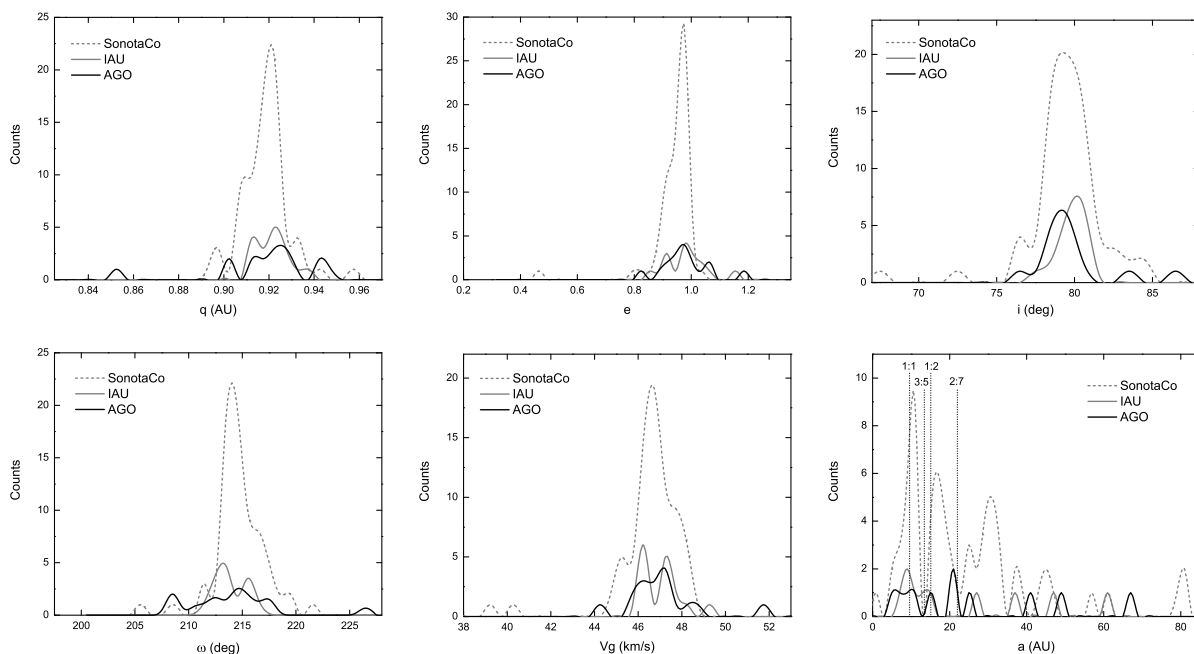 25
20
15
10
5
0
Counts
SonotaCo
IAU
AGO
0.84 0.86 0.88 0.90 0.92 0.94 0.96
q (AU)
30
25
20
15
10
5
0
Counts
SonotaCo
IAU
AGO
0.2 0.4 0.6 0.8 1.0 1.2
e
20
15
10
5
0
Counts
SonotaCo
IAU
AGO
70 75 80 85
i (deg)
25
20
15
10
5
0
Counts
SonotaCo
IAU
AGO
200 205 210 215 220 225
ω (deg)
20
15
10
5
0
Counts
SonotaCo
IAU
AGO
38 40 42 44 46 48 50 52
Vg (km/s)
10
8
6
4
2
0
Counts
1:1 1:2
3:5 2:7
SonotaCo
IAU
AGO
0 20 40 60 80
a (AU)